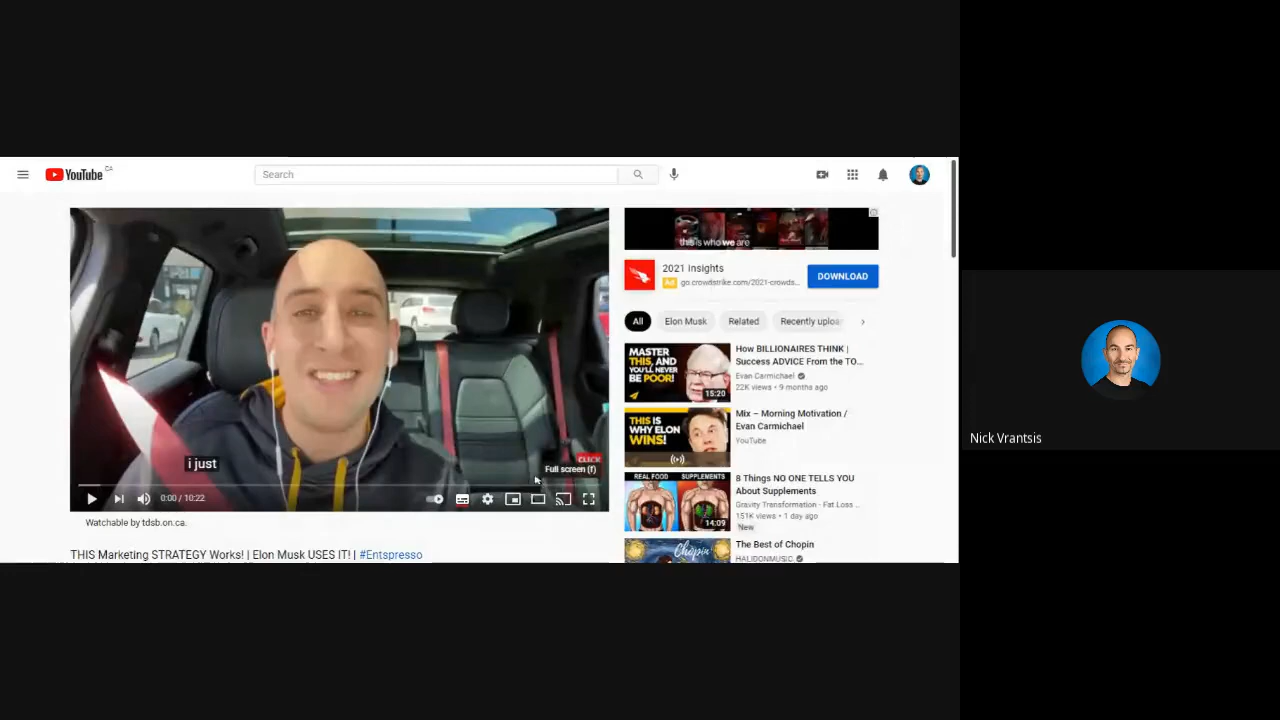 YouTube CA
Search
i just
CLICK
Full screen (f)
0:00 / 10:22
Watchable by tdsb.on.ca.
THIS Marketing STRATEGY Works! | Elon Musk USES IT! | #Entspresso
this is who we are
2021 Insights
Ad go.crowdstrike.com/2021-crowds...
DOWNLOAD
All
Elon Musk
Related
Recently uploa
MASTER THIS, AND YOU'LL NEVER BE POOR!
15:20
How BILLIONAIRES THINK |
Success ADVICE From the TO...
Evan Carmichael
22K views • 9 months ago
THIS IS WHY ELON WINS!
Mix – Morning Motivation /
Evan Carmichael
YouTube
REAL FOOD SUPPLEMENTS
14:09
8 Things NO ONE TELLS YOU
About Supplements
Gravity Transformation - Fat Loss ...
151K views • 1 day ago
New
Chopin
The Best of Chopin
HALIDONMUSIC
Nick Vrantsis